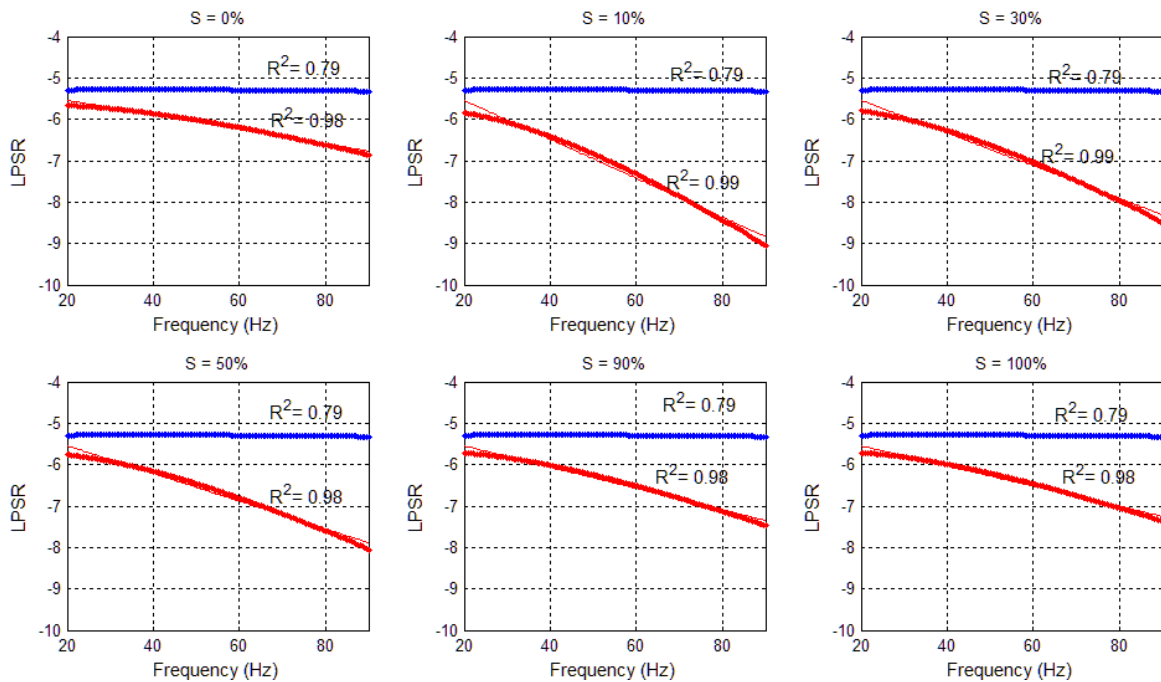 S = 0%
S = 10%
S = 30%
-4
-5
-6
-7
-8
-9
-10
LPSR
R2= 0.79
R2= 0.98
20
40
60
80
Frequency (Hz)
-4
-5
-6
-7
-8
-9
-10
LPSR
R2= 0.79
R2= 0.99
20
40
60
80
Frequency (Hz)
-4
-5
-6
-7
-8
-9
-10
LPSR
R2= 0.79
R2= 0.99
20
40
60
80
Frequency (Hz)
S = 50%
S = 90%
S = 100%
-4
-5
-6
-7
-8
-9
-10
LPSR
R2= 0.79
R2= 0.98
20
40
60
80
Frequency (Hz)
-4
-5
-6
-7
-8
-9
-10
LPSR
R2= 0.79
R2= 0.98
20
40
60
80
Frequency (Hz)
-4
-5
-6
-7
-8
-9
-10
LPSR
R2= 0.79
R2= 0.98
20
40
60
80
Frequency (Hz)